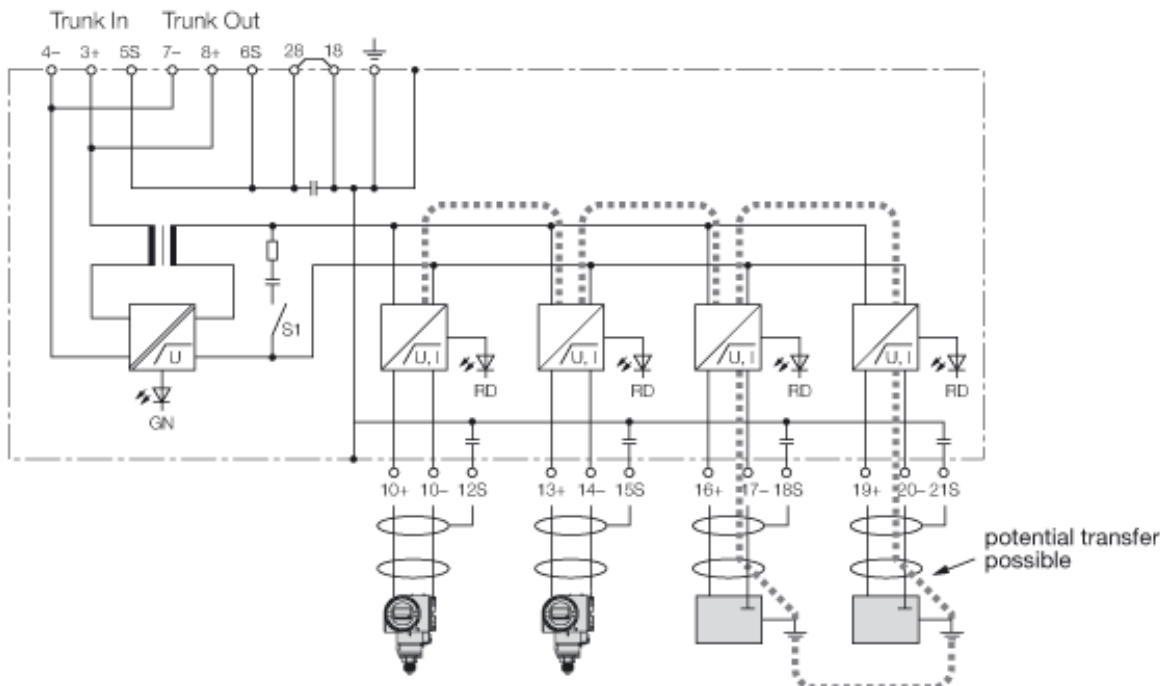 Trunk In Trunk Out
4– 3+ 5S 7– 8+ 6S 28 18
S1
U
U, I U, I U, I U, I
GN
RD RD RD RD
10+ 10– 12S 13+ 14– 15S 16+ 17– 18S 19+ 20– 21S
potential transfer
possible